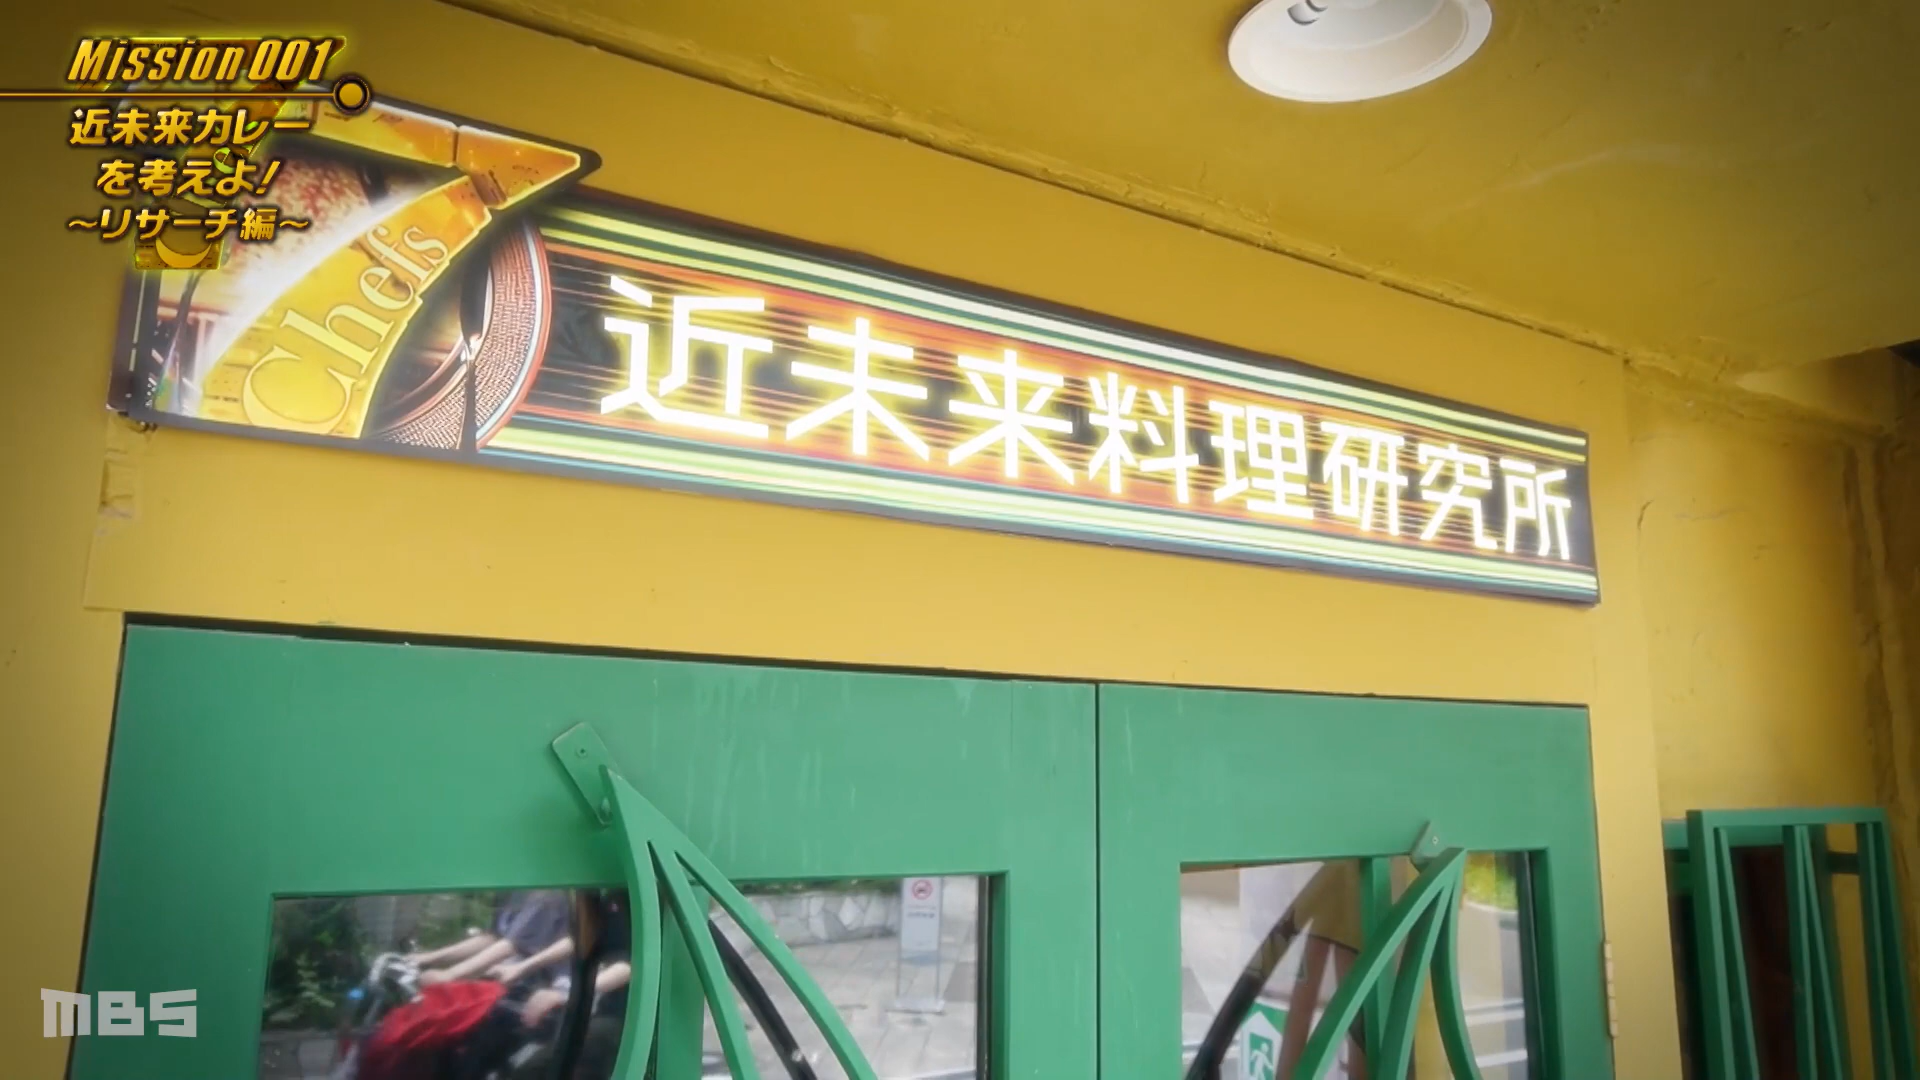 Mission 001
近未来カレー
を考えよ!
～リサーチ編～
Chefs
近未来料理研究所
MBS